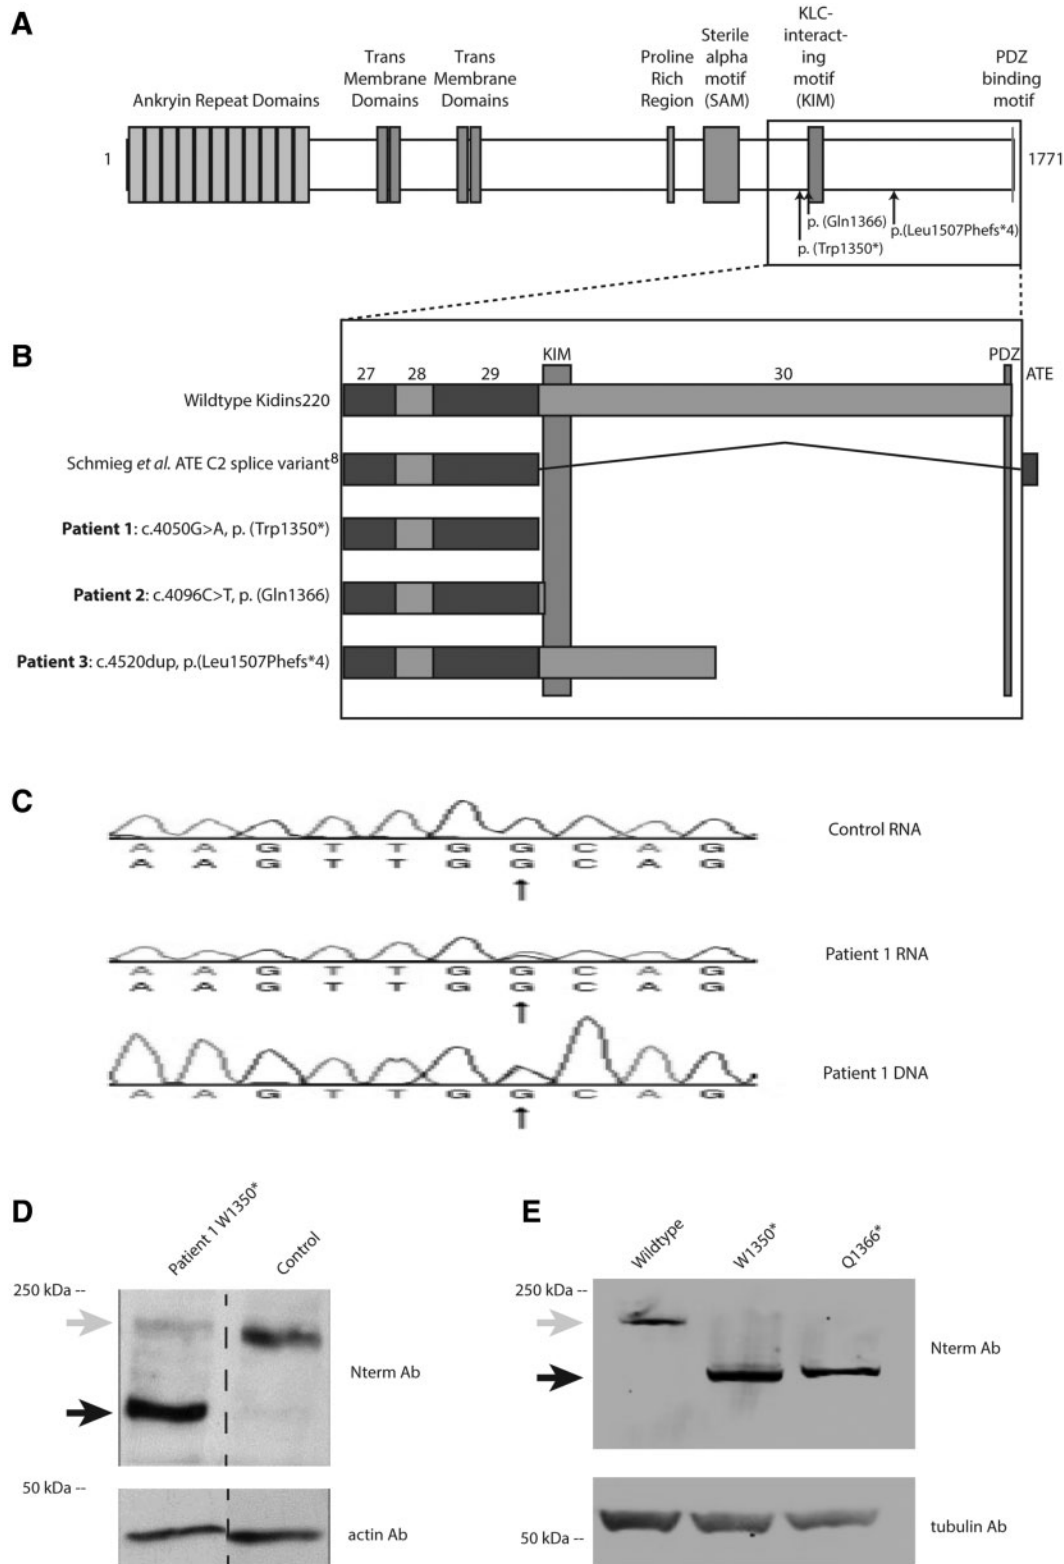 A
Ankryin Repeat Domains
Trans
Membrane
Domains
Trans
Membrane
Domains
Proline
Rich
Region
Sterile
alpha
motif
(SAM)
KLC-
interact-
ing
motif
(KIM)
PDZ
binding
motif
1
1771
p. (Gln1366)
p.(Leu1507Phefs*4)
p. (Trp1350*)
B
27
28
29
KIM
30
PDZ
ATE
Wildtype Kidins220
Schmieg et al. ATE C2 splice variant8
Patient 1: c.4050G>A, p. (Trp1350*)
Patient 2: c.4096C>T, p. (Gln1366)
Patient 3: c.4520dup, p.(Leu1507Phefs*4)
C
Control RNA
A A G T T G G C A G
A A G T T G G C A G
Patient 1 RNA
A A G T T G G C A G
A A G T T G G C A G
Patient 1 DNA
A A G T T G G C A G
D
Patient 1 W1350*
Control
250 kDa --
Nterm Ab
50 kDa --
actin Ab
E
Wildtype
W1350*
Q1366*
250 kDa --
Nterm Ab
50 kDa --
tubulin Ab